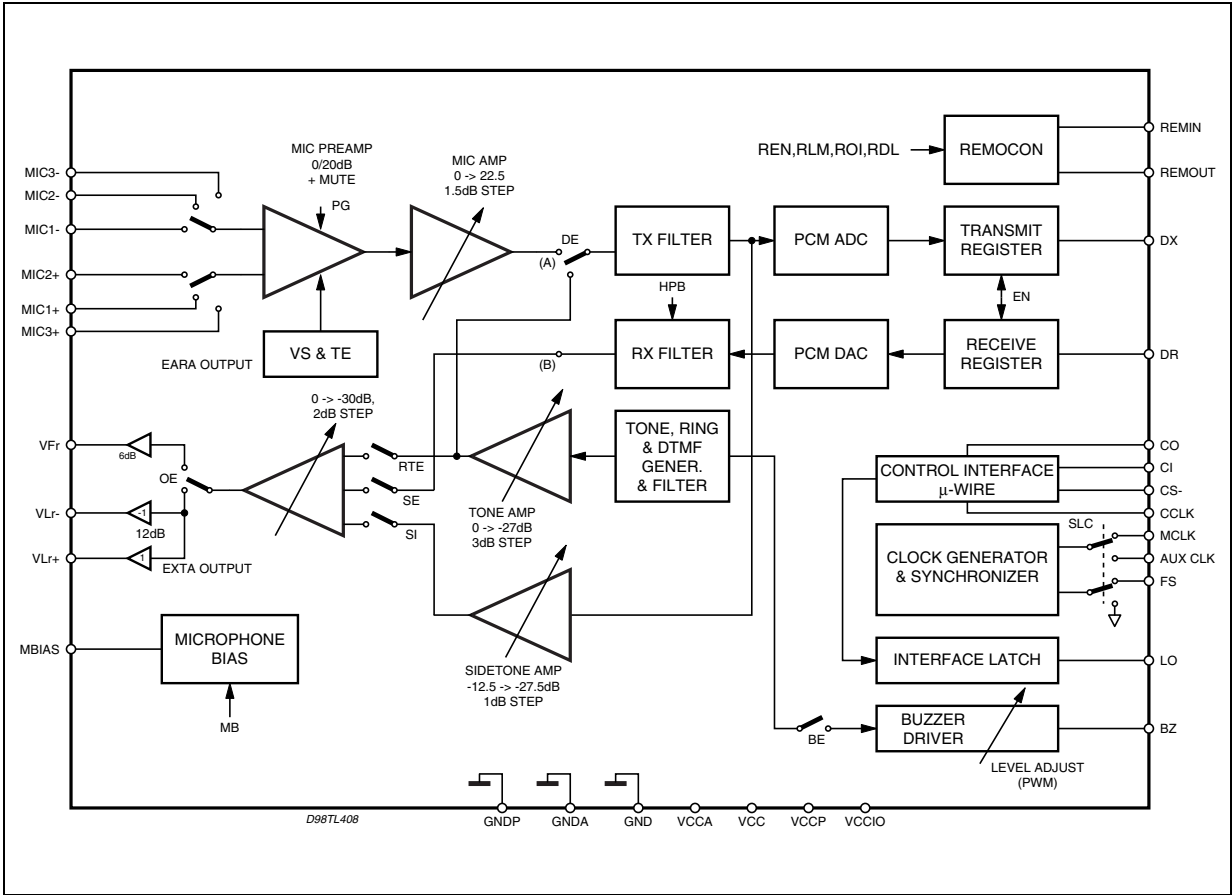 MIC3-
MIC2-
MIC1-
MIC2+
MIC1+
MIC3+
MIC PREAMP
0/20dB
+ MUTE
PG
MIC AMP
0 -> 22.5
1.5dB STEP
DE
(A)
TX FILTER
PCM ADC
REN,RLM,ROI,RDL
REMOCON
REMIN
REMOUT
TRANSMIT
REGISTER
DX
EN
VS & TE
EARA OUTPUT
(B)
HPB
RX FILTER
PCM DAC
RECEIVE
REGISTER
DR
0 -> -30dB,
2dB STEP
VFr
6dB
OE
VLr-
-1
12dB
VLr+
1
EXTA OUTPUT
RTE
SE
SI
TONE AMP
0 -> -27dB
3dB STEP
TONE, RING
& DTMF
GENER.
& FILTER
CONTROL INTERFACE
μ-WIRE
CO
CI
CS-
CCLK
SLC
MCLK
AUX CLK
FS
CLOCK GENERATOR
& SYNCHRONIZER
MBIAS
MICROPHONE
BIAS
MB
SIDETONE AMP
-12.5 -> -27.5dB
1dB STEP
INTERFACE LATCH
LO
BE
BUZZER
DRIVER
BZ
LEVEL ADJUST
(PWM)
D98TL408
GNDP
GNDA
GND
VCCA
VCC
VCCP
VCCIO